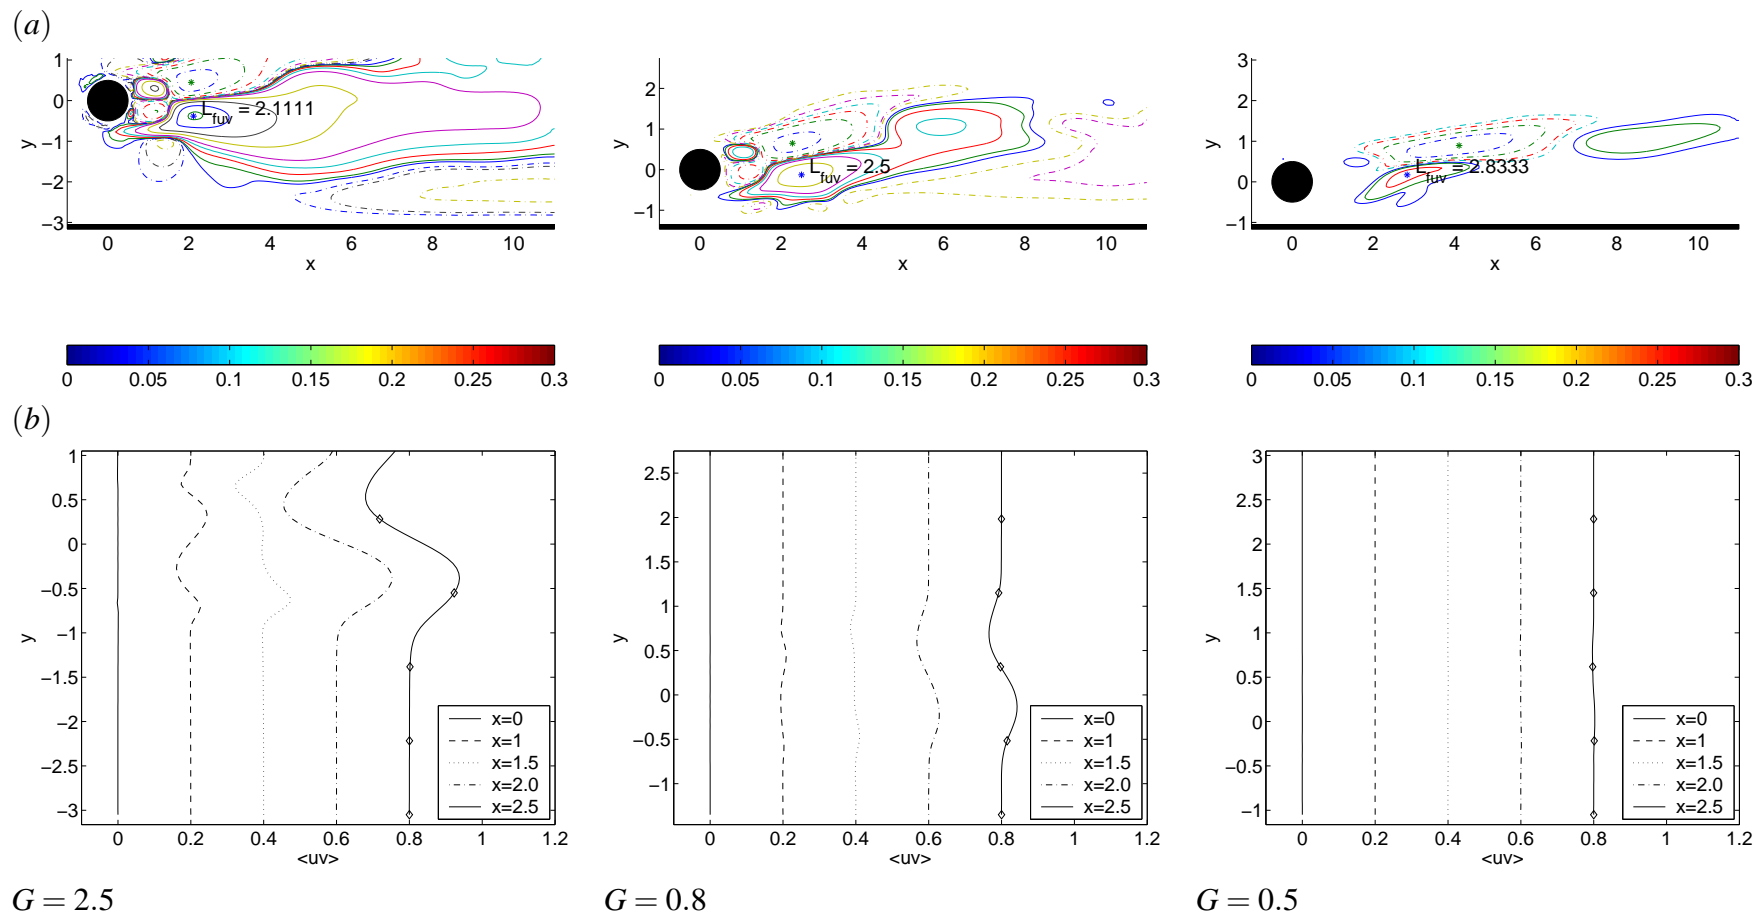 (a)
1
0
−1
−2
−3
y
L_fuv = 2.1111
0 2 4 6 8 10
x
2
1
0
−1
y
L_fuv = 2.5
0 2 4 6 8 10
x
3
2
1
0
−1
y
L_fuv = 2.8333
0 2 4 6 8 10
x
0 0.05 0.1 0.15 0.2 0.25 0.3
0 0.05 0.1 0.15 0.2 0.25 0.3
0 0.05 0.1 0.15 0.2 0.25 0.3
(b)
1
0.5
0
−0.5
−1
−1.5
−2
−2.5
−3
y
x=0
x=1
x=1.5
x=2.0
x=2.5
0 0.2 0.4 0.6 0.8 1 1.2
<uv>
2.5
2
1.5
1
0.5
0
−0.5
−1
y
x=0
x=1
x=1.5
x=2.0
x=2.5
0 0.2 0.4 0.6 0.8 1 1.2
<uv>
3
2.5
2
1.5
1
0.5
0
−0.5
−1
y
x=0
x=1
x=1.5
x=2.0
x=2.5
0 0.2 0.4 0.6 0.8 1 1.2
<uv>
G = 2.5
G = 0.8
G = 0.5